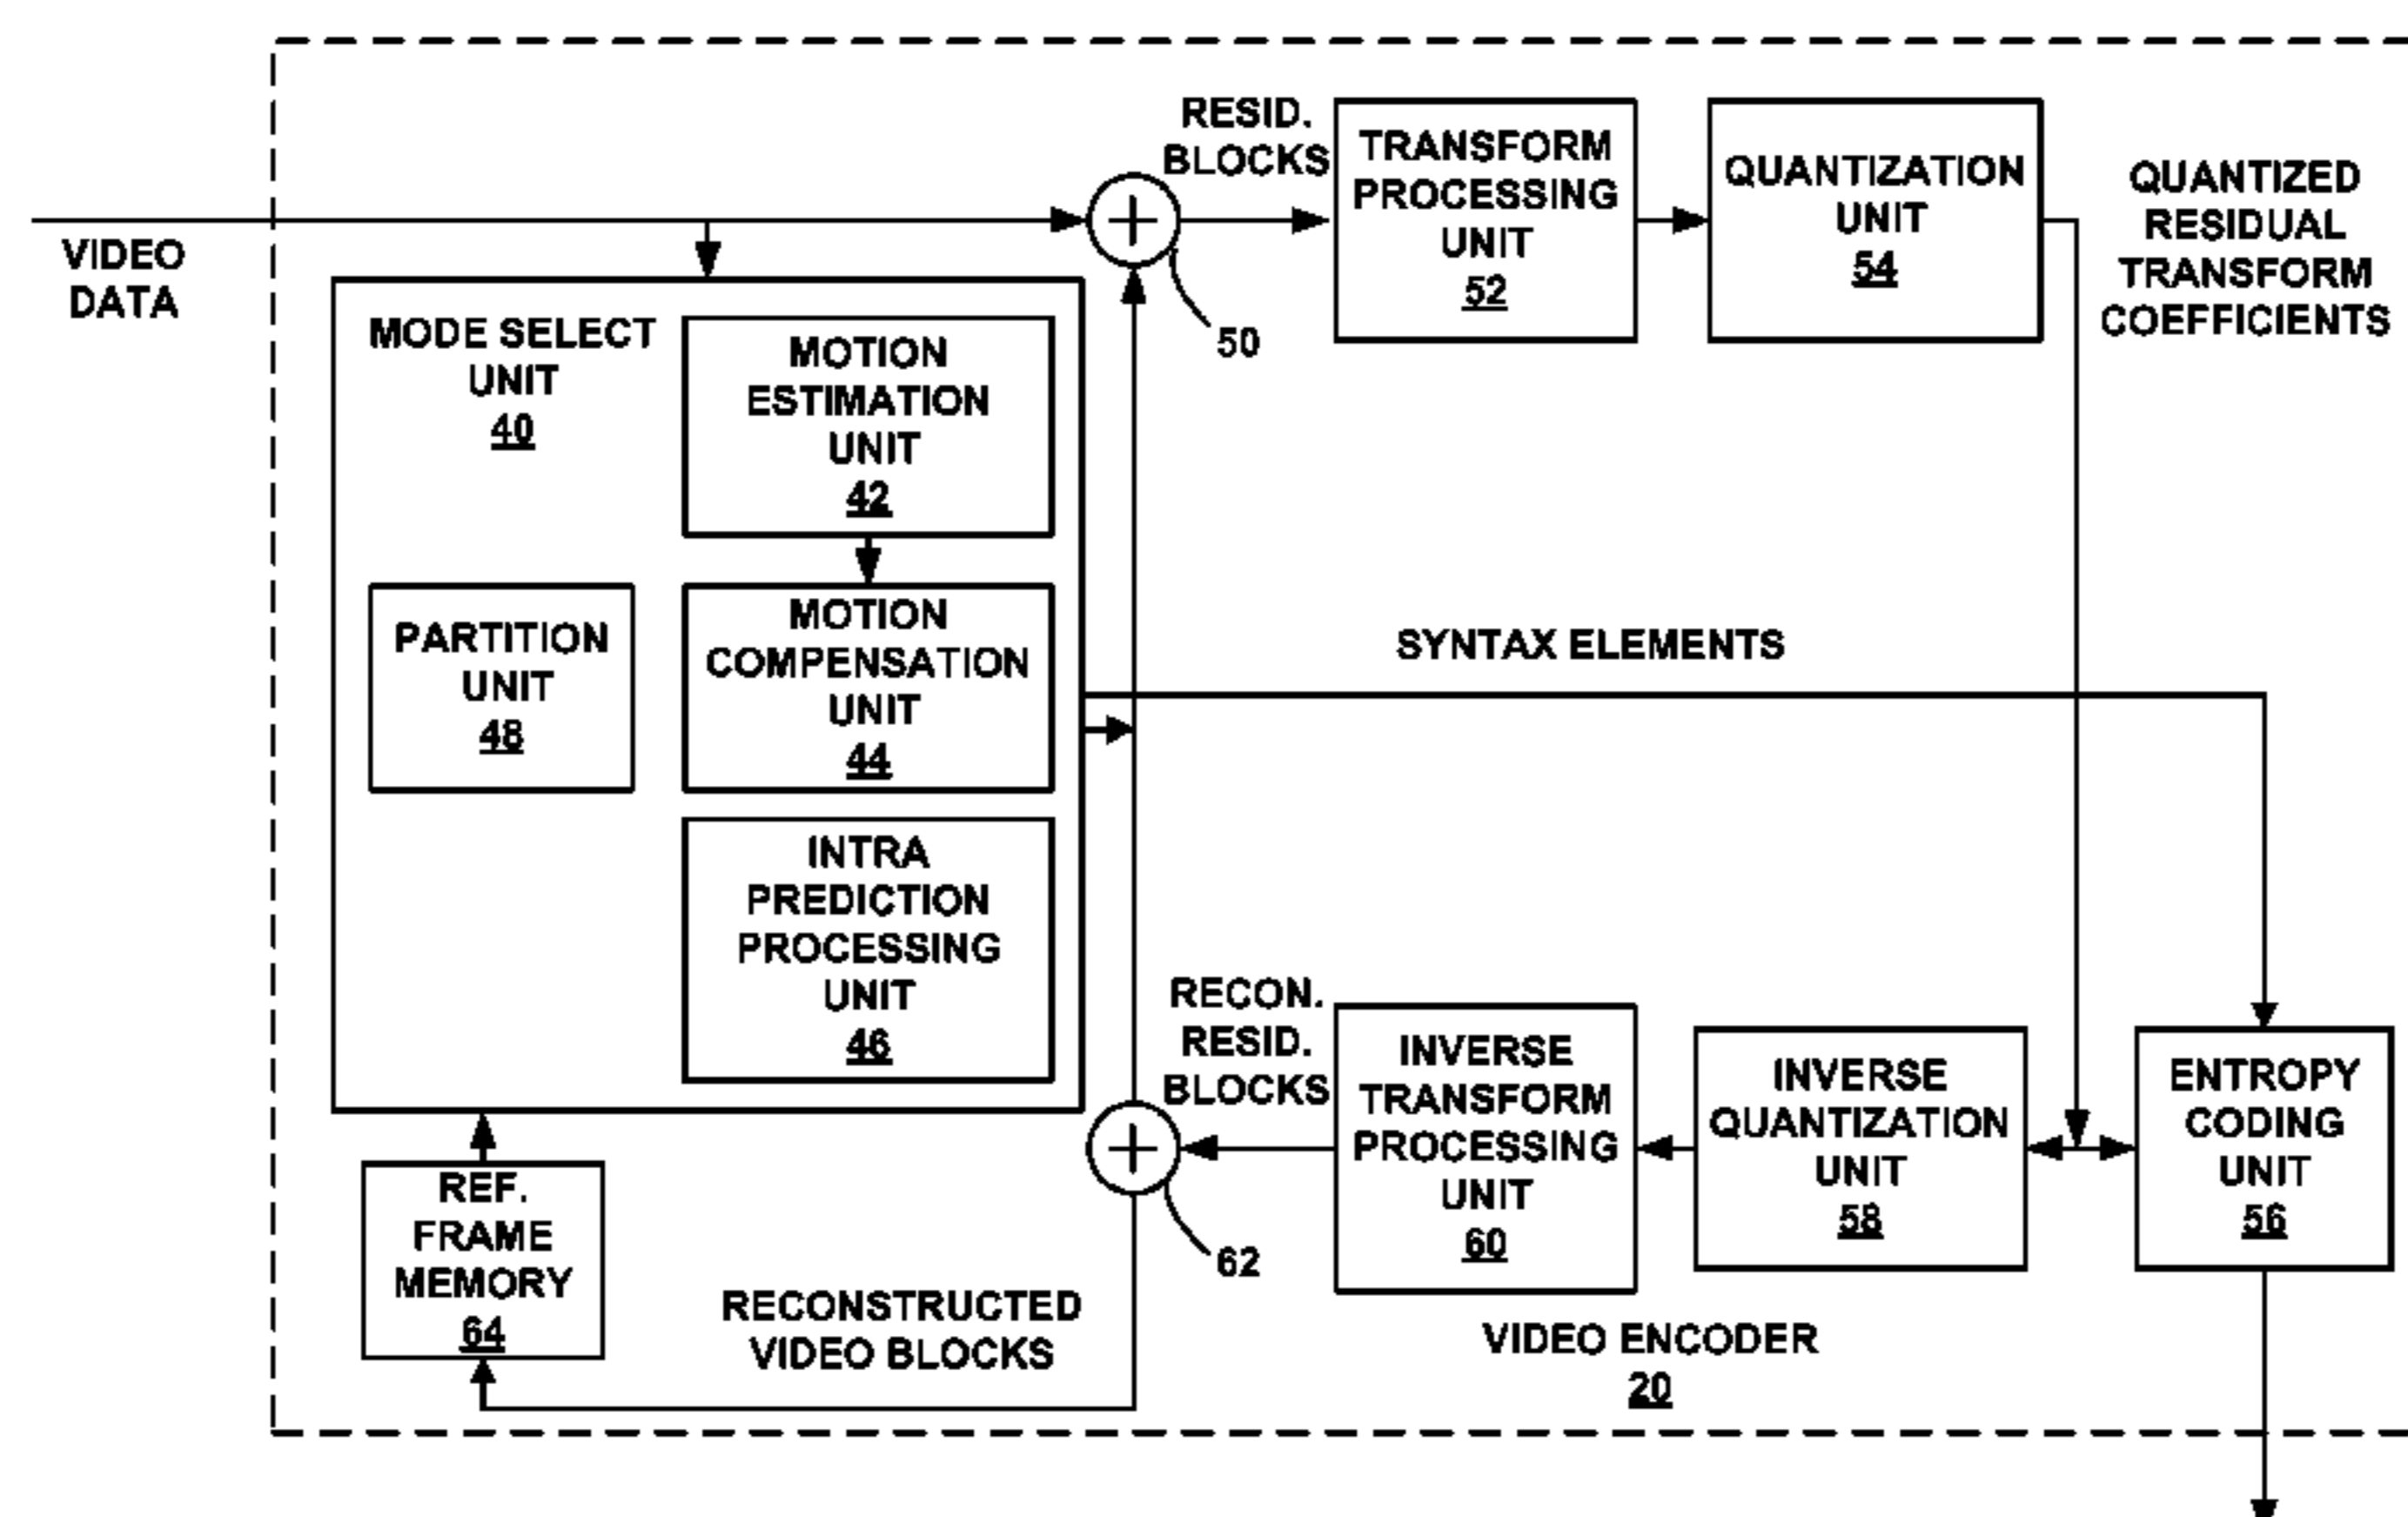 VIDEO
DATA
MODE SELECT
UNIT
40
MOTION
ESTIMATION
UNIT
42
PARTITION
UNIT
48
MOTION
COMPENSATION
UNIT
44
INTRA
PREDICTION
PROCESSING
UNIT
46
REF.
FRAME
MEMORY
64
RESID.
BLOCKS
50
TRANSFORM
PROCESSING
UNIT
52
QUANTIZATION
UNIT
54
QUANTIZED
RESIDUAL
TRANSFORM
COEFFICIENTS
SYNTAX ELEMENTS
RECON.
RESID.
BLOCKS
62
INVERSE
TRANSFORM
PROCESSING
UNIT
60
INVERSE
QUANTIZATION
UNIT
58
ENTROPY
CODING
UNIT
56
RECONSTRUCTED
VIDEO BLOCKS
VIDEO ENCODER
20